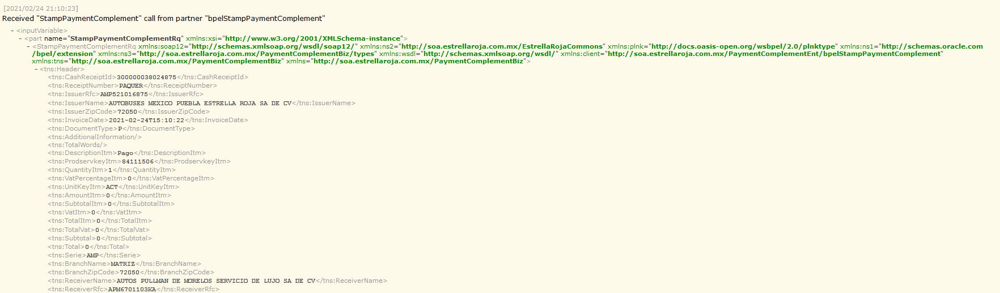 [2021/02/24 21:10:23]
Received "StampPaymentComplement" call from partner "bpelStampPaymentComplement"
- <inputVariable>
- <part name="StampPaymentComplementRq" xmlns:xsi="http://www.w3.org/2001/XMLSchema-instance">
- <StampPaymentComplementRq xmlns:soap12="http://schemas.xmlsoap.org/wsdl/soap12/" xmlns:ns2="http://soa.estrellaroja.com.mx/EstrellaRojaCommons" xmlns:plnk="http://docs.oasis-open.org/wsbpel/2.0/plnktype" xmlns:ns1="http://schemas.oracle.com
/bpel/extension" xmlns:ns3="http://soa.estrellaroja.com.mx/PaymentComplementBiz/types" xmlns:wsdl="http://schemas.xmlsoap.org/wsdl/" xmlns:client="http://soa.estrellaroja.com.mx/PaymentComplementEnt/bpelStampPaymentComplement"
xmlns:tns="http://soa.estrellaroja.com.mx/PaymentComplementBiz" xmlns="http://soa.estrellaroja.com.mx/PaymentComplementBiz">
- <tns:Header>
<tns:CashReceiptId>300000038024875</tns:CashReceiptId>
<tns:ReceiptNumber>PAQUER</tns:ReceiptNumber>
<tns:IssuerRfc>AMP521016875</tns:IssuerRfc>
<tns:IssuerName>AUTOBUSES MEXICO PUEBLA ESTRELLA ROJA SA DE CV</tns:IssuerName>
<tns:IssuerZipCode>72050</tns:IssuerZipCode>
<tns:InvoiceDate>2021-02-24T15:10:22</tns:InvoiceDate>
<tns:DocumentType>P</tns:DocumentType>
<tns:AdditionalInformation/>
<tns:TotalWords/>
<tns:DescriptionItm>Pago</tns:DescriptionItm>
<tns:ProdservkeyItm>84111506</tns:ProdservkeyItm>
<tns:QuantityItm>1</tns:QuantityItm>
<tns:VatPercentageItm>0</tns:VatPercentageItm>
<tns:UnitKeyItm>ACT</tns:UnitKeyItm>
<tns:AmountItm>0</tns:AmountItm>
<tns:SubtotalItm>0</tns:SubtotalItm>
<tns:VatItm>0</tns:VatItm>
<tns:TotalItm>0</tns:TotalItm>
<tns:TotalVat>0</tns:TotalVat>
<tns:Subtotal>0</tns:Subtotal>
<tns:Total>0</tns:Total>
<tns:Serie>AMP</tns:Serie>
<tns:BranchName>MATRIZ</tns:BranchName>
<tns:BranchZipCode>72050</tns:BranchZipCode>
<tns:ReceiverName>AUTOS PULLMAN DE MORELOS SERVICIO DE LUJO SA DE CV</tns:ReceiverName>
<tns:ReceiverRfc>APM6701103KA</tns:ReceiverRfc>